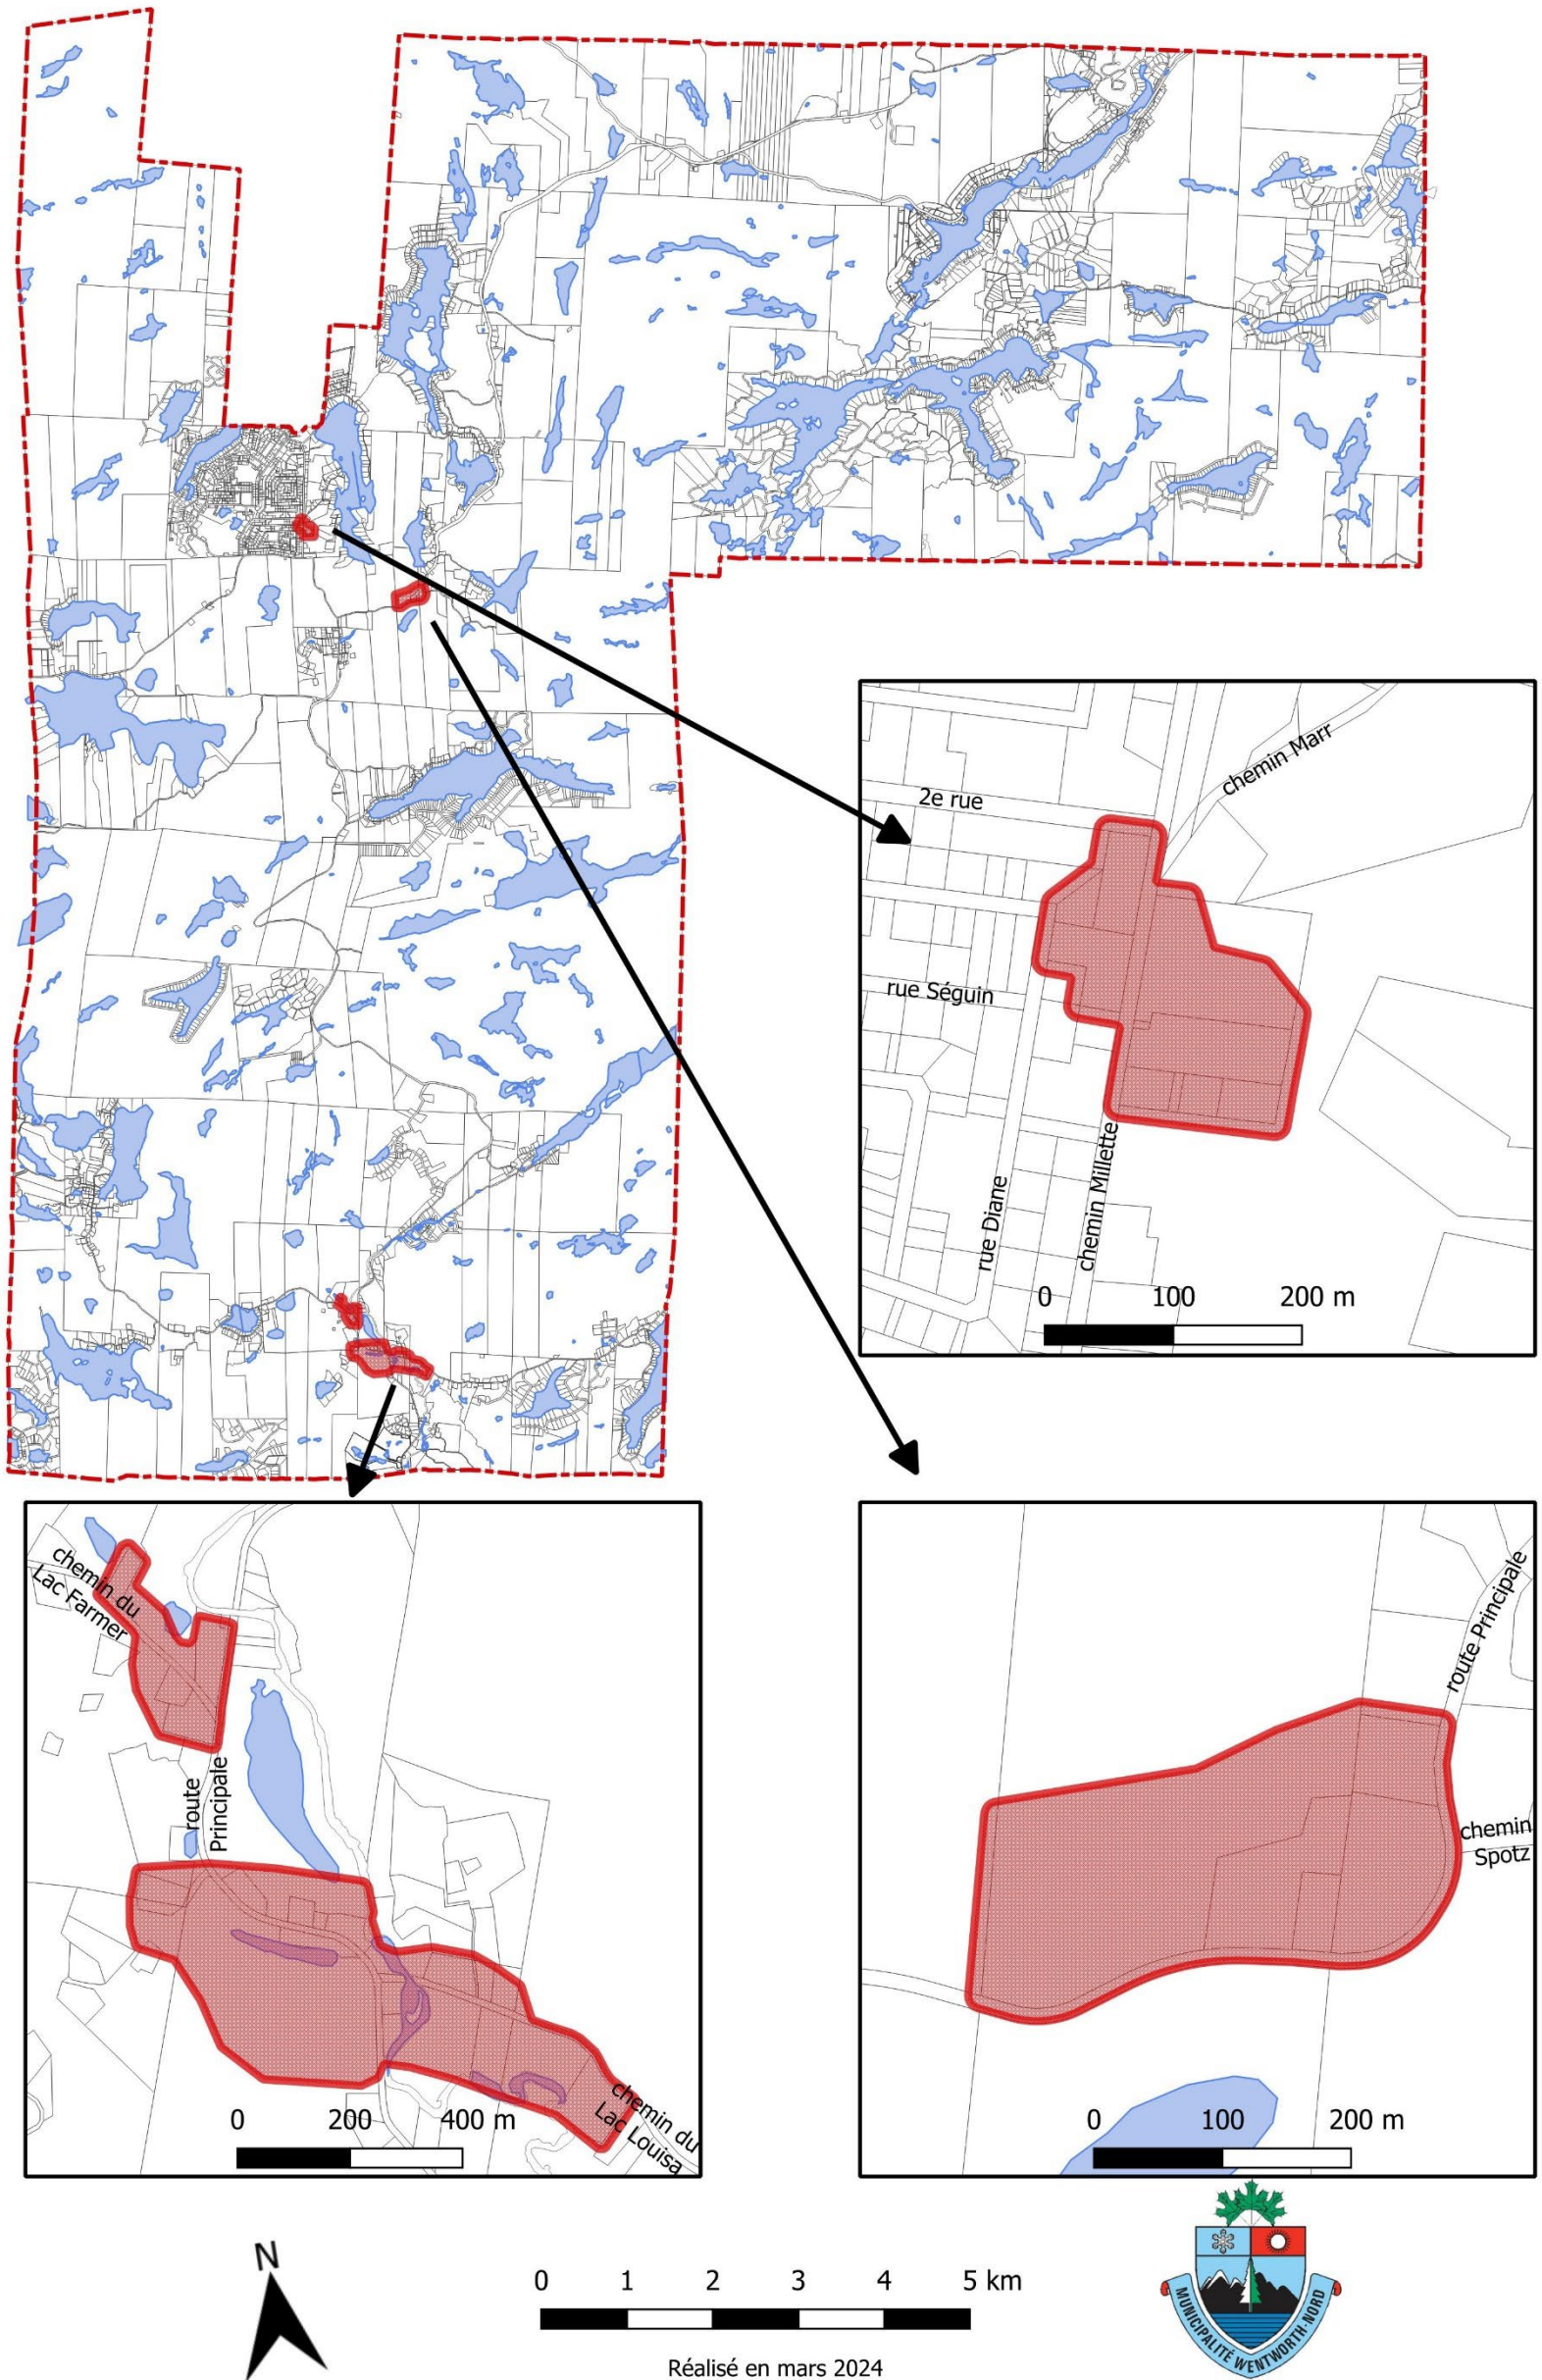 2e rue
chemin Marr
rue Séguin
rue Diane
chemin Millette
0 100 200 m
chemin du
Lac Farmer
route
Principale
chemin du
Lac Louisa
0 200 400 m
route Principale
chemin
Spotz
0 100 200 m
N
0 1 2 3 4 5 km
Réalisé en mars 2024
MUNICIPALITÉ WENTWORTH-NORD